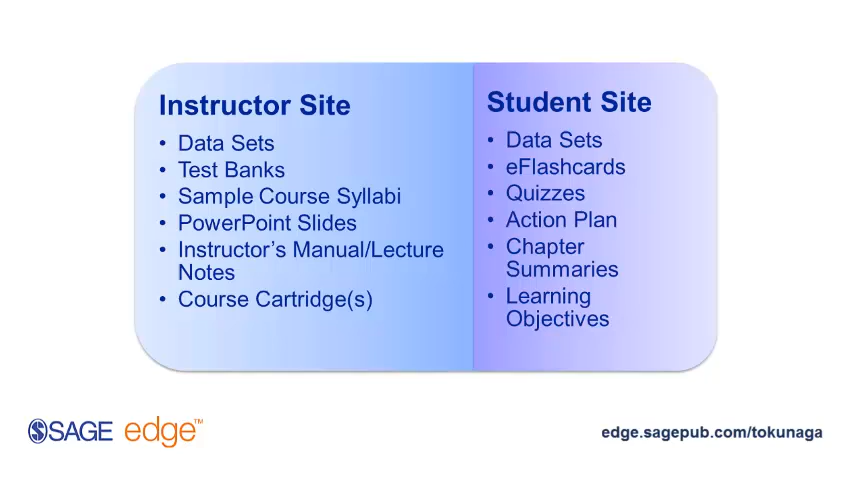 Instructor Site
• Data Sets
• Test Banks
• Sample Course Syllabi
• PowerPoint Slides
• Instructor’s Manual/Lecture
Notes
• Course Cartridge(s)
Student Site
• Data Sets
• eFlashcards
• Quizzes
• Action Plan
• Chapter
Summaries
• Learning
Objectives
SAGE edge™
edge.sagepub.com/tokunaga